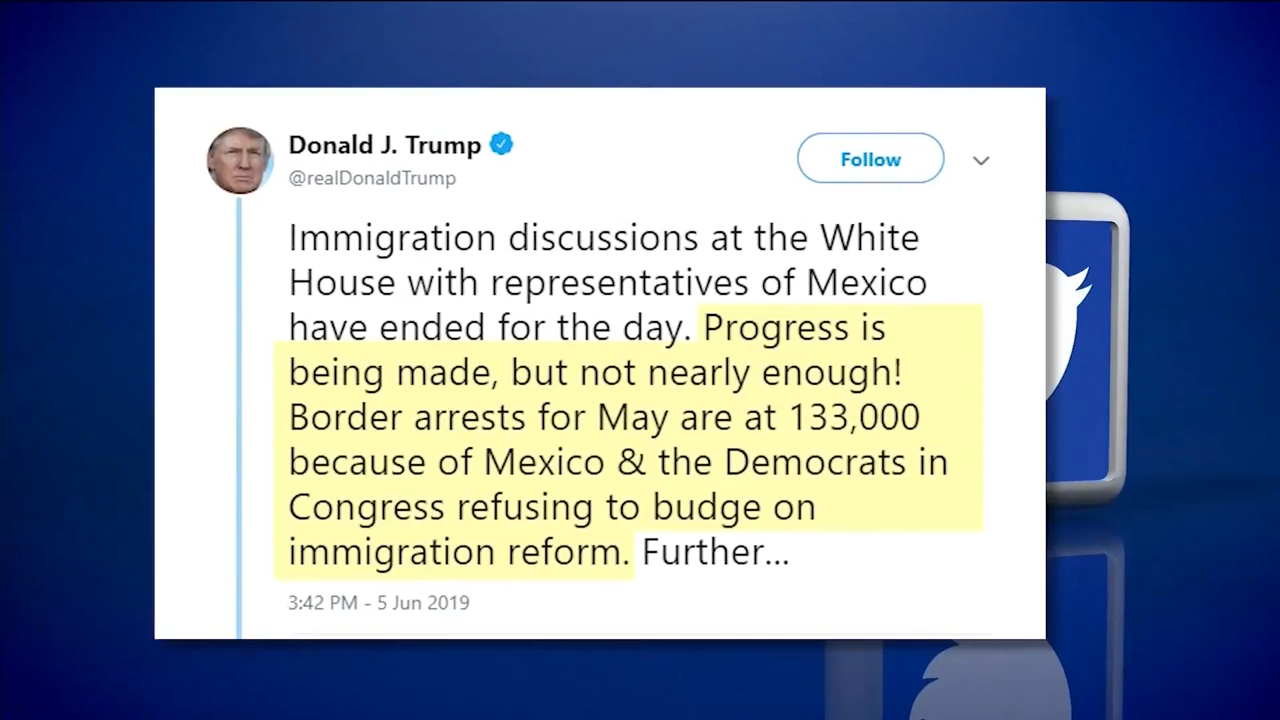 Donald J. Trump
@realDonaldTrump
Follow
Immigration discussions at the White
House with representatives of Mexico
have ended for the day. Progress is
being made, but not nearly enough!
Border arrests for May are at 133,000
because of Mexico & the Democrats in
Congress refusing to budge on
immigration reform. Further...
3:42 PM - 5 Jun 2019